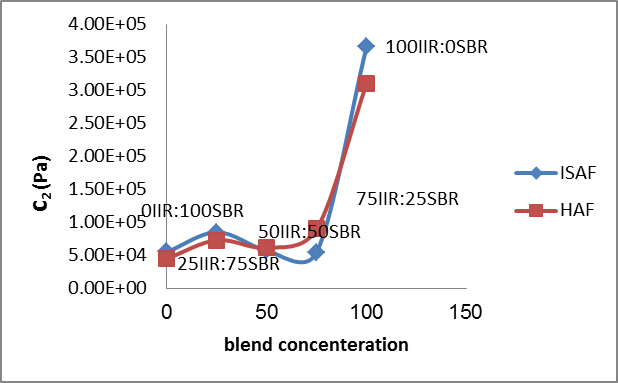 4.00E+05
3.50E+05
3.00E+05
2.50E+05
2.00E+05
1.50E+05
1.00E+05
5.00E+04
0.00E+00
C2 (Pa)
100IIR:0SBR
75IIR:25SBR
0IIR:100SBR
50IIR:50SBR
25IIR:75SBR
ISAF
HAF
0 50 100 150
blend concenteration